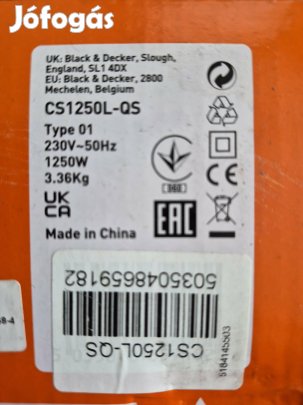 Jófogás
UK: Black & Decker, Slough,
England, SL1 4DX
EU: Black & Decker, 2800
Mechelen, Belgium
CS1250L-QS
Type 01
230V~50Hz
1250W
3.36Kg
UK
CA
060
EAC
CE
Made in China
5035048659182
CS1250L-QS